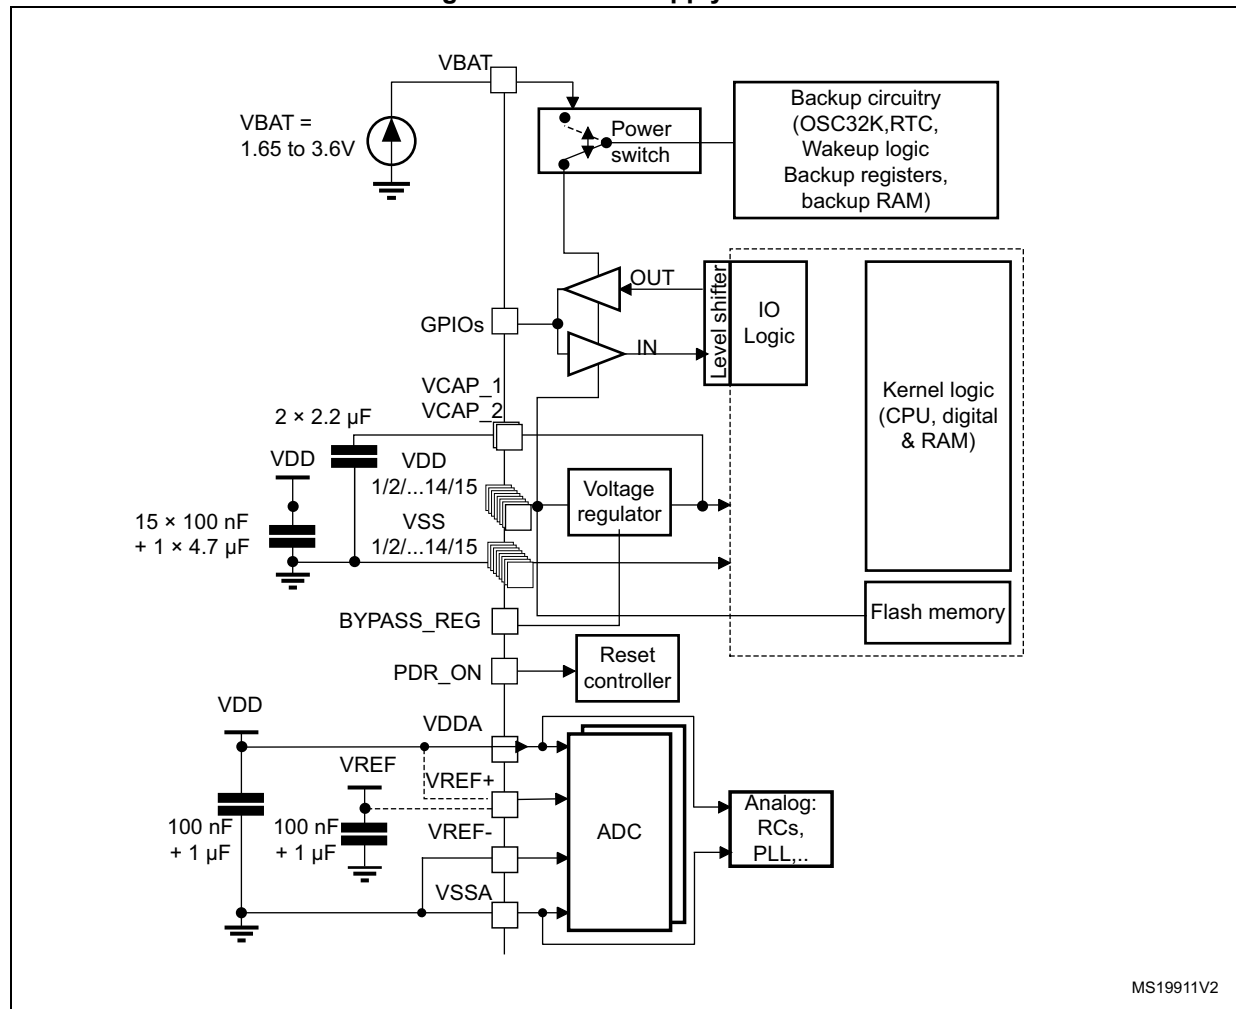 VBAT
VBAT =
1.65 to 3.6V
Power
switch
Backup circuitry
(OSC32K,RTC,
Wakeup logic
Backup registers,
backup RAM)
OUT
GPIOs
IN
Level shifter
IO
Logic
Kernel logic
(CPU, digital
& RAM)
VCAP_1
VCAP_2
2 × 2.2 μF
VDD
VDD
1/2/...14/15
Voltage
regulator
15 × 100 nF
+ 1 × 4.7 μF
VSS
1/2/...14/15
Flash memory
BYPASS_REG
PDR_ON
Reset
controller
VDD
VDDA
VREF
VREF+
100 nF
+ 1 μF
100 nF
+ 1 μF
VREF-
ADC
Analog:
RCs,
PLL,..
VSSA
MS19911V2